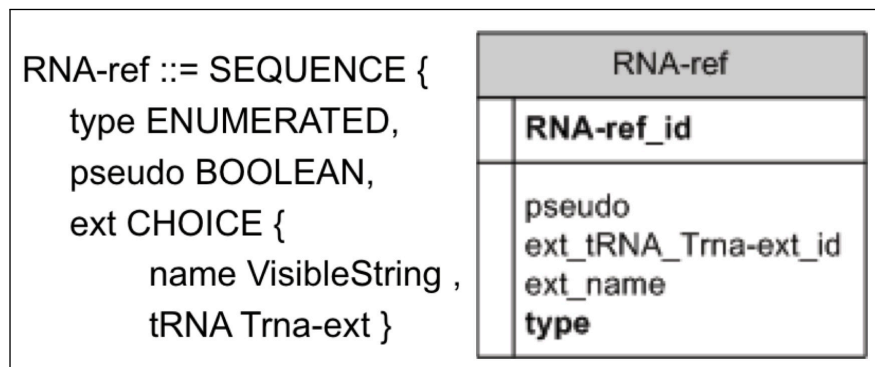 RNA-ref ::= SEQUENCE {
type ENUMERATED,
pseudo BOOLEAN,
ext CHOICE {
name VisibleString ,
tRNA Trna-ext }
RNA-ref
RNA-ref_id
pseudo
ext_tRNA_Trna-ext_id
ext_name
type